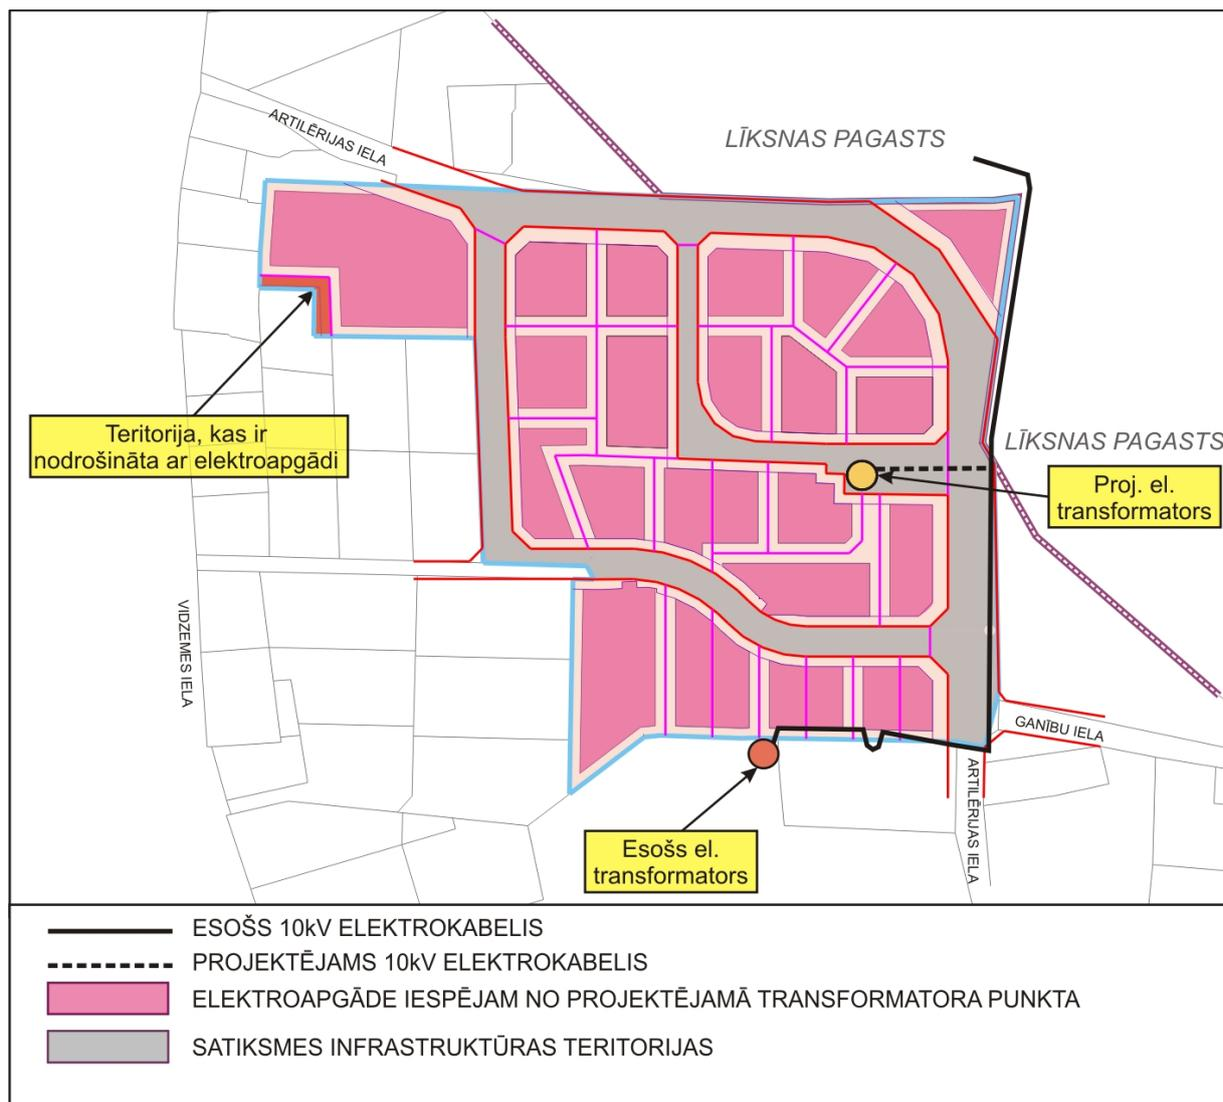 ARTILĒRIJAS IELA
LĪKSNAS PAGASTS
Teritorija, kas ir
nodrošināta ar elektroapgādi
LĪKSNAS PAGASTS
Proj. el.
transformators
VIDZEMES IELA
GANĪBU IELA
ARTILĒRIJAS IELA
Esošs el.
transformators
ESOŠS 10kV ELEKTROKABELIS
PROJEKTĒJAMS 10kV ELEKTROKABELIS
ELEKTROAPGĀDE IESPĒJAM NO PROJEKTĒJAMĀ TRANSFORMATORA PUNKTA
SATIKSMES INFRASTRUKTŪRAS TERITORIJAS